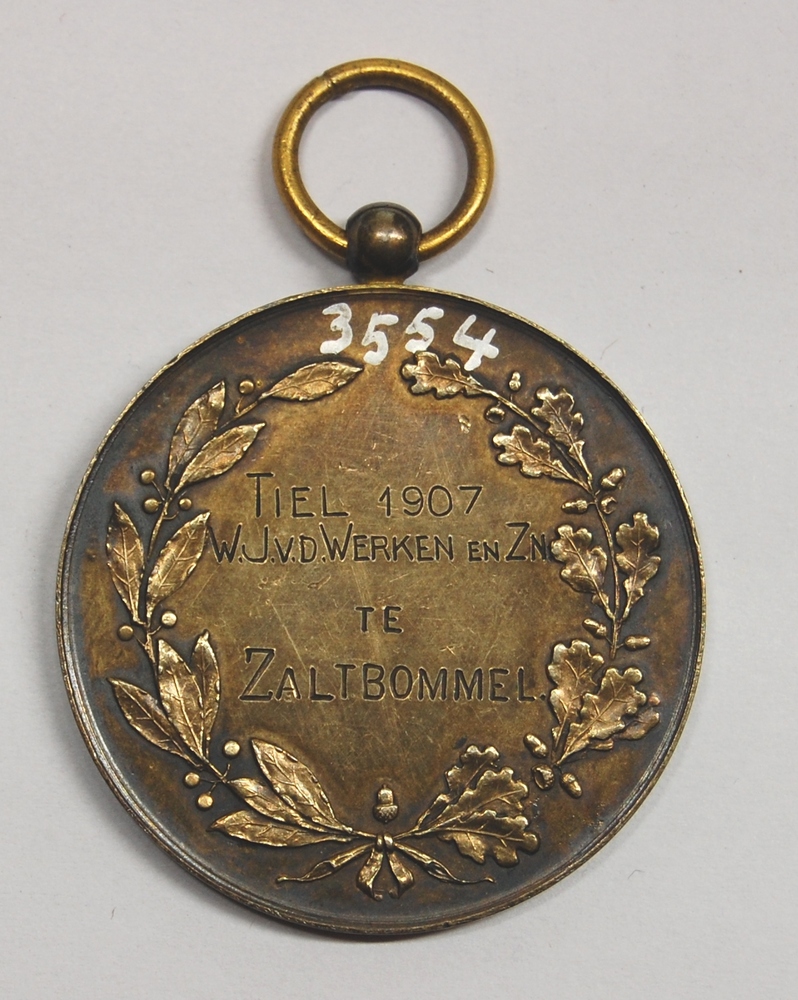 3554
TIEL 1907
W.J.V.D.WERKEN EN ZN.
TE
ZALTBOMMEL.